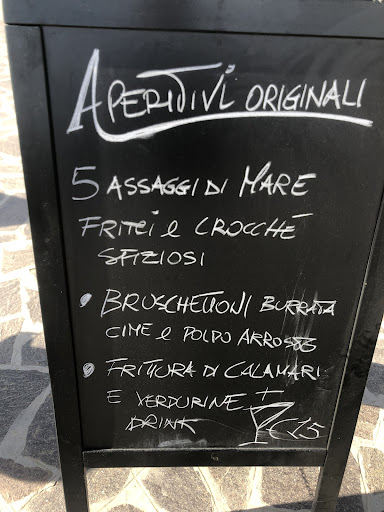 APERITIVI ORIGINALI
5 ASSAGGI DI MARE
FRITTI e CROCCHÉ
SFIZIOSI
• BRUSCHETTONI BURRATA
CIME e POLPO ARROSTO
• FRITTURA DI CALAMARI
E VERDURINE +
DRINK €15